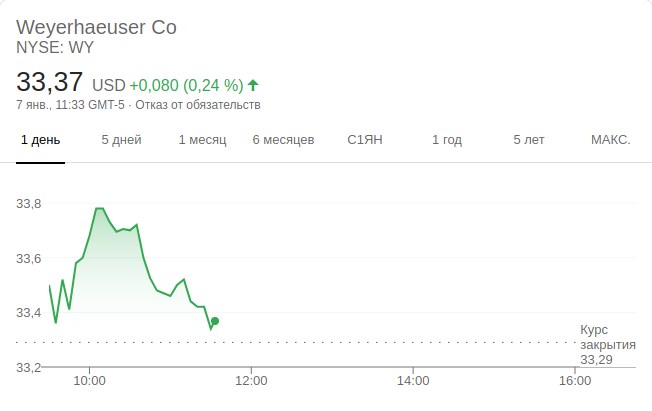 Weyerhaeuser Co
NYSE: WY
33,37 USD +0,080 (0,24 %)
7 янв., 11:33 GMT-5 · Отказ от обязательств
1 день 5 дней 1 месяц 6 месяцев С1ЯН 1 год 5 лет МАКС.
33,8
33,6
33,4
Курс
закрытия
33,29
33,2
10:00 12:00 14:00 16:00